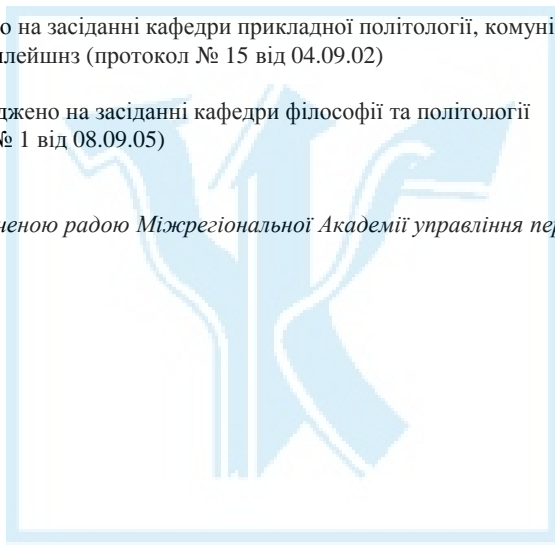 о на засіданні кафедри прикладної політології, комуні
лейшнз (протокол № 15 від 04.09.02)
джено на засіданні кафедри філософії та політології
№ 1 від 08.09.05)
ченою радою Міжрегіональної Академії управління пер